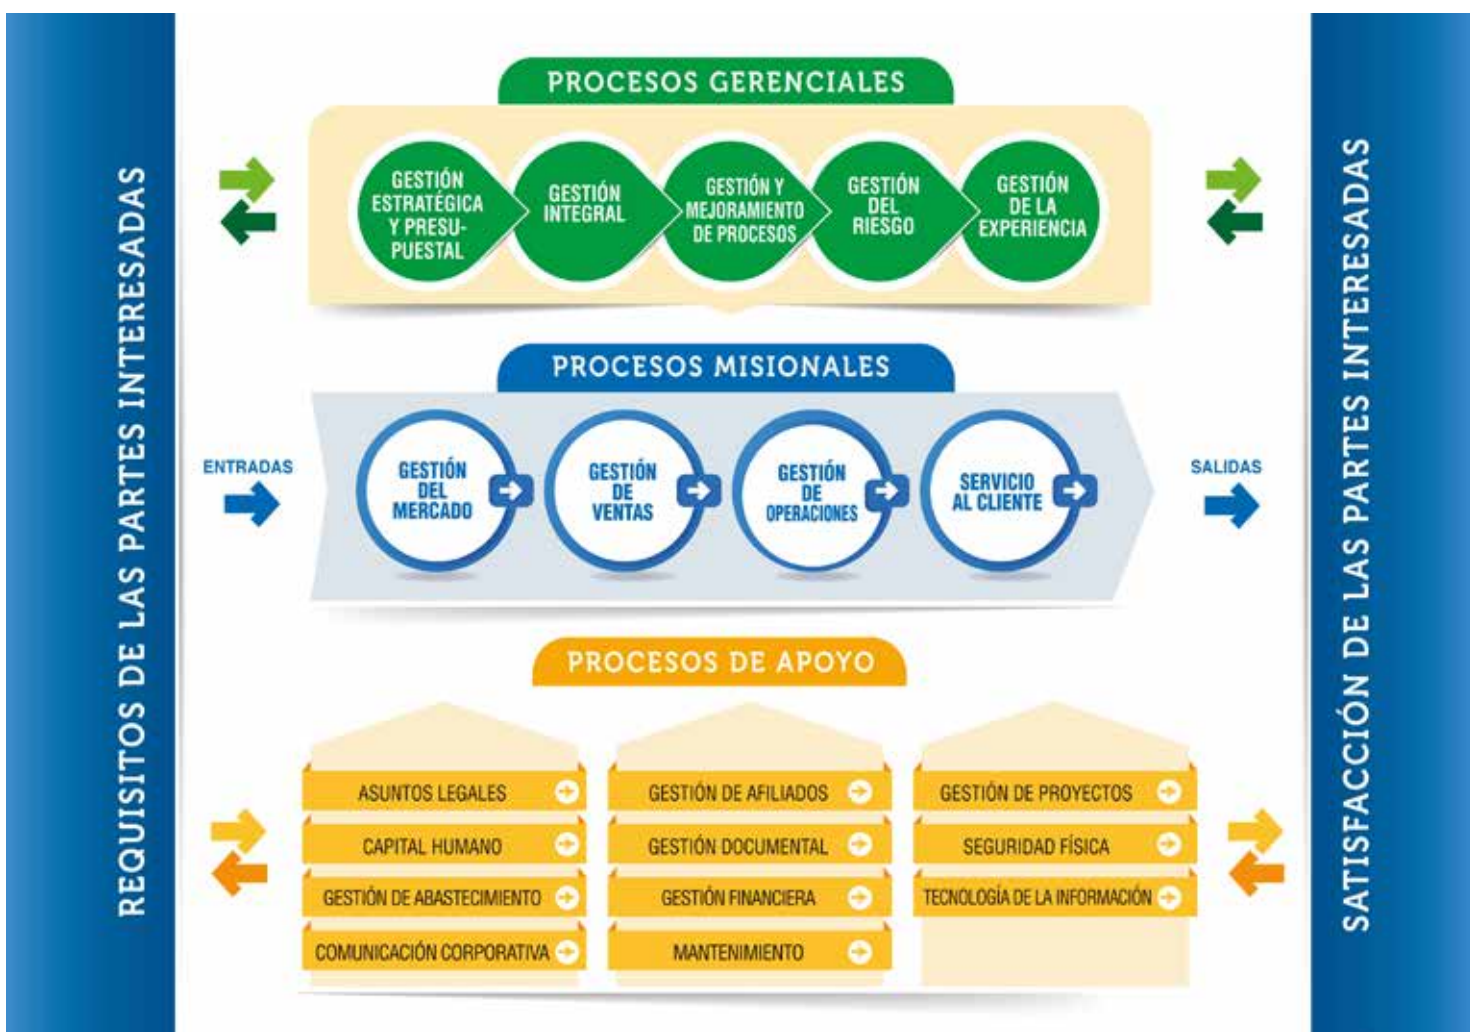 REQUISITOS DE LAS PARTES INTERESADAS
PROCESOS GERENCIALES
GESTIÓN
ESTRATÉGICA
Y PRESU-
PUESTAL
GESTIÓN
INTEGRAL
GESTIÓN Y
MEJORAMIENTO
DE PROCESOS
GESTIÓN
DEL
RIESGO
GESTIÓN
DE LA
EXPERIENCIA
PROCESOS MISIONALES
ENTRADAS
GESTIÓN
DEL
MERCADO
GESTIÓN
DE
VENTAS
GESTIÓN
DE
OPERACIONES
SERVICIO
AL CLIENTE
SALIDAS
PROCESOS DE APOYO
ASUNTOS LEGALES
CAPITAL HUMANO
GESTIÓN DE ABASTECIMIENTO
COMUNICACIÓN CORPORATIVA
GESTIÓN DE AFILIADOS
GESTIÓN DOCUMENTAL
GESTIÓN FINANCIERA
MANTENIMIENTO
GESTIÓN DE PROYECTOS
SEGURIDAD FÍSICA
TECNOLOGÍA DE LA INFORMACIÓN
SATISFACCIÓN DE LAS PARTES INTERESADAS